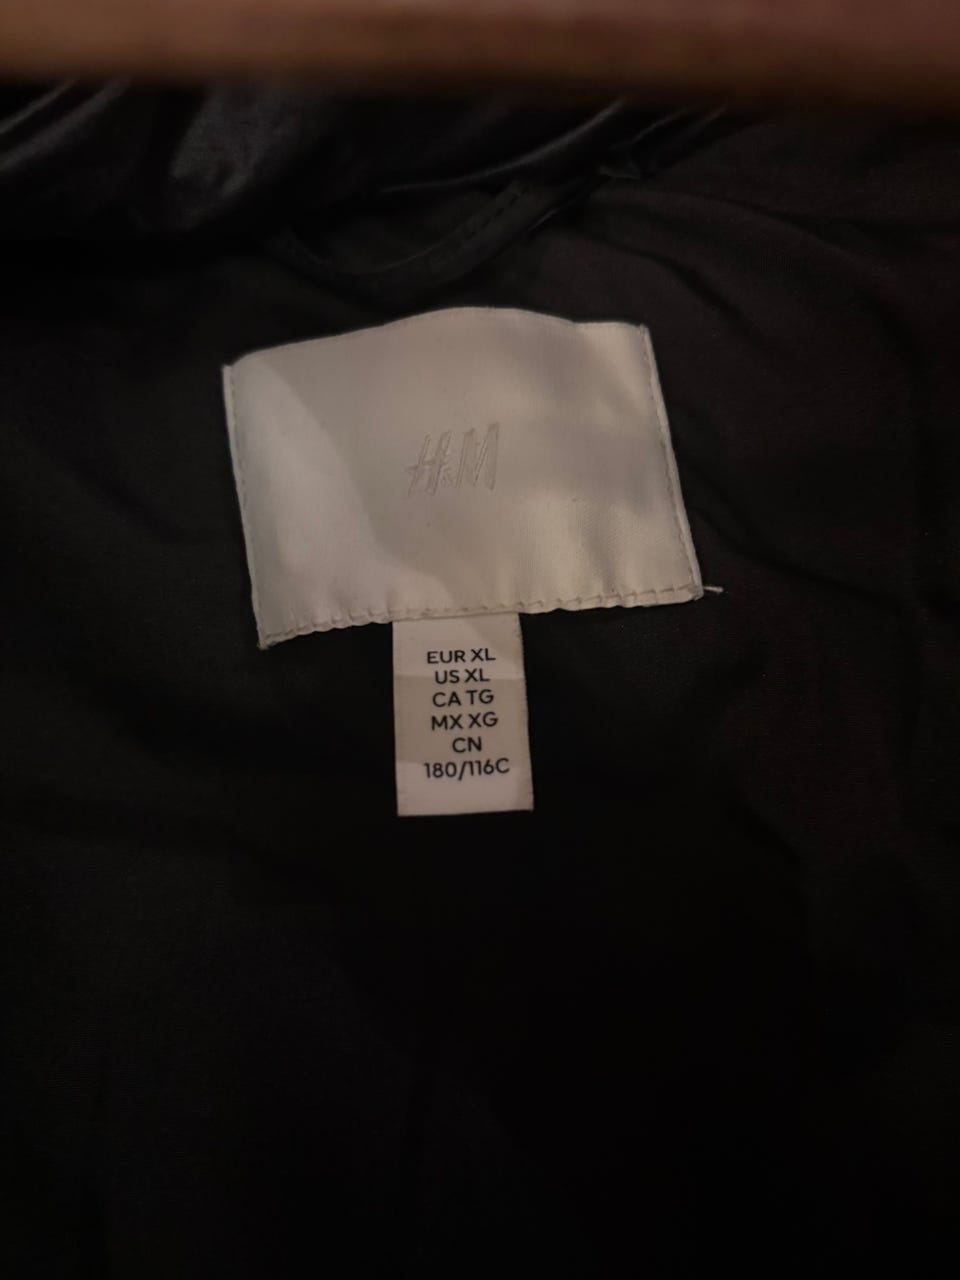 H&M
EUR XL
US XL
CA TG
MX XG
CN
180/116C